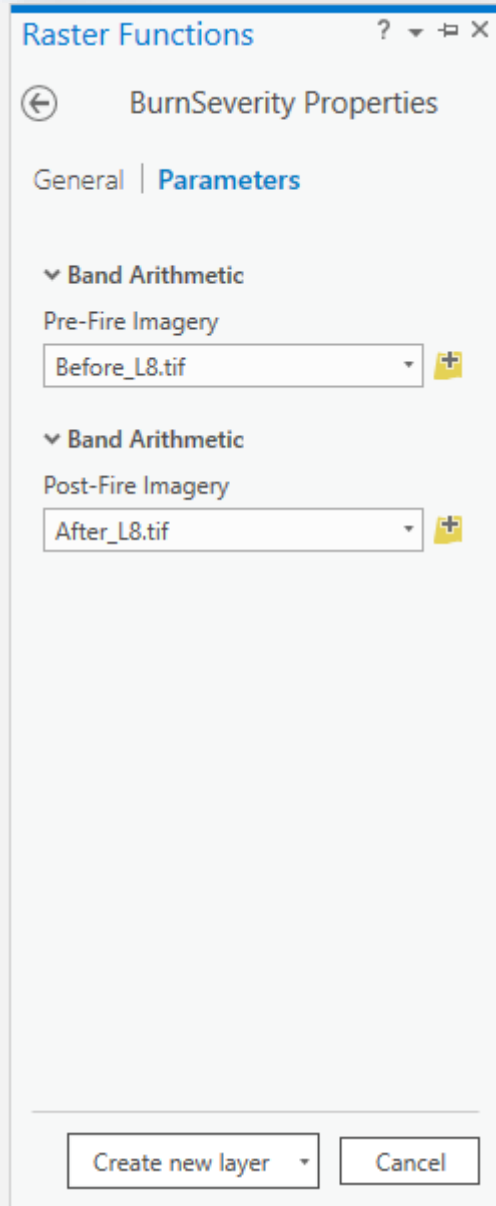 Raster Functions ?
BurnSeverity Properties
General | Parameters
Band Arithmetic
Pre-Fire Imagery
Before_L8.tif
Band Arithmetic
Post-Fire Imagery
After_L8.tif
Create new layer Cancel